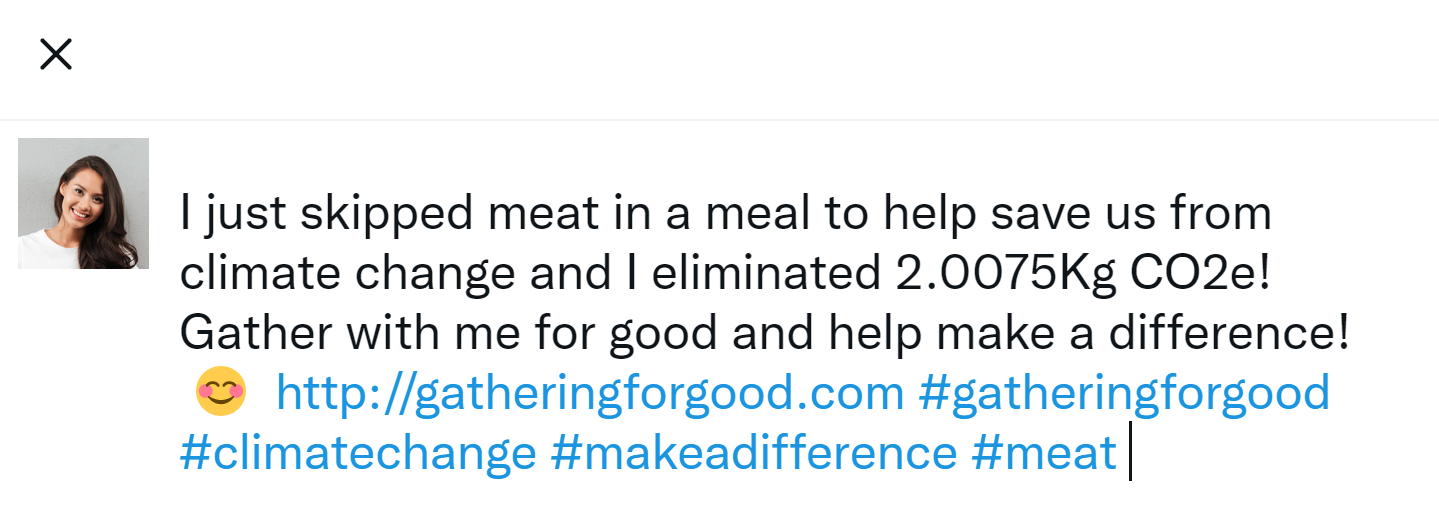 I just skipped meat in a meal to help save us from
climate change and I eliminated 2.0075Kg CO2e!
Gather with me for good and help make a difference!
😊 http://gatheringforgood.com #gatheringforgood
#climatechange #makeadifference #meat